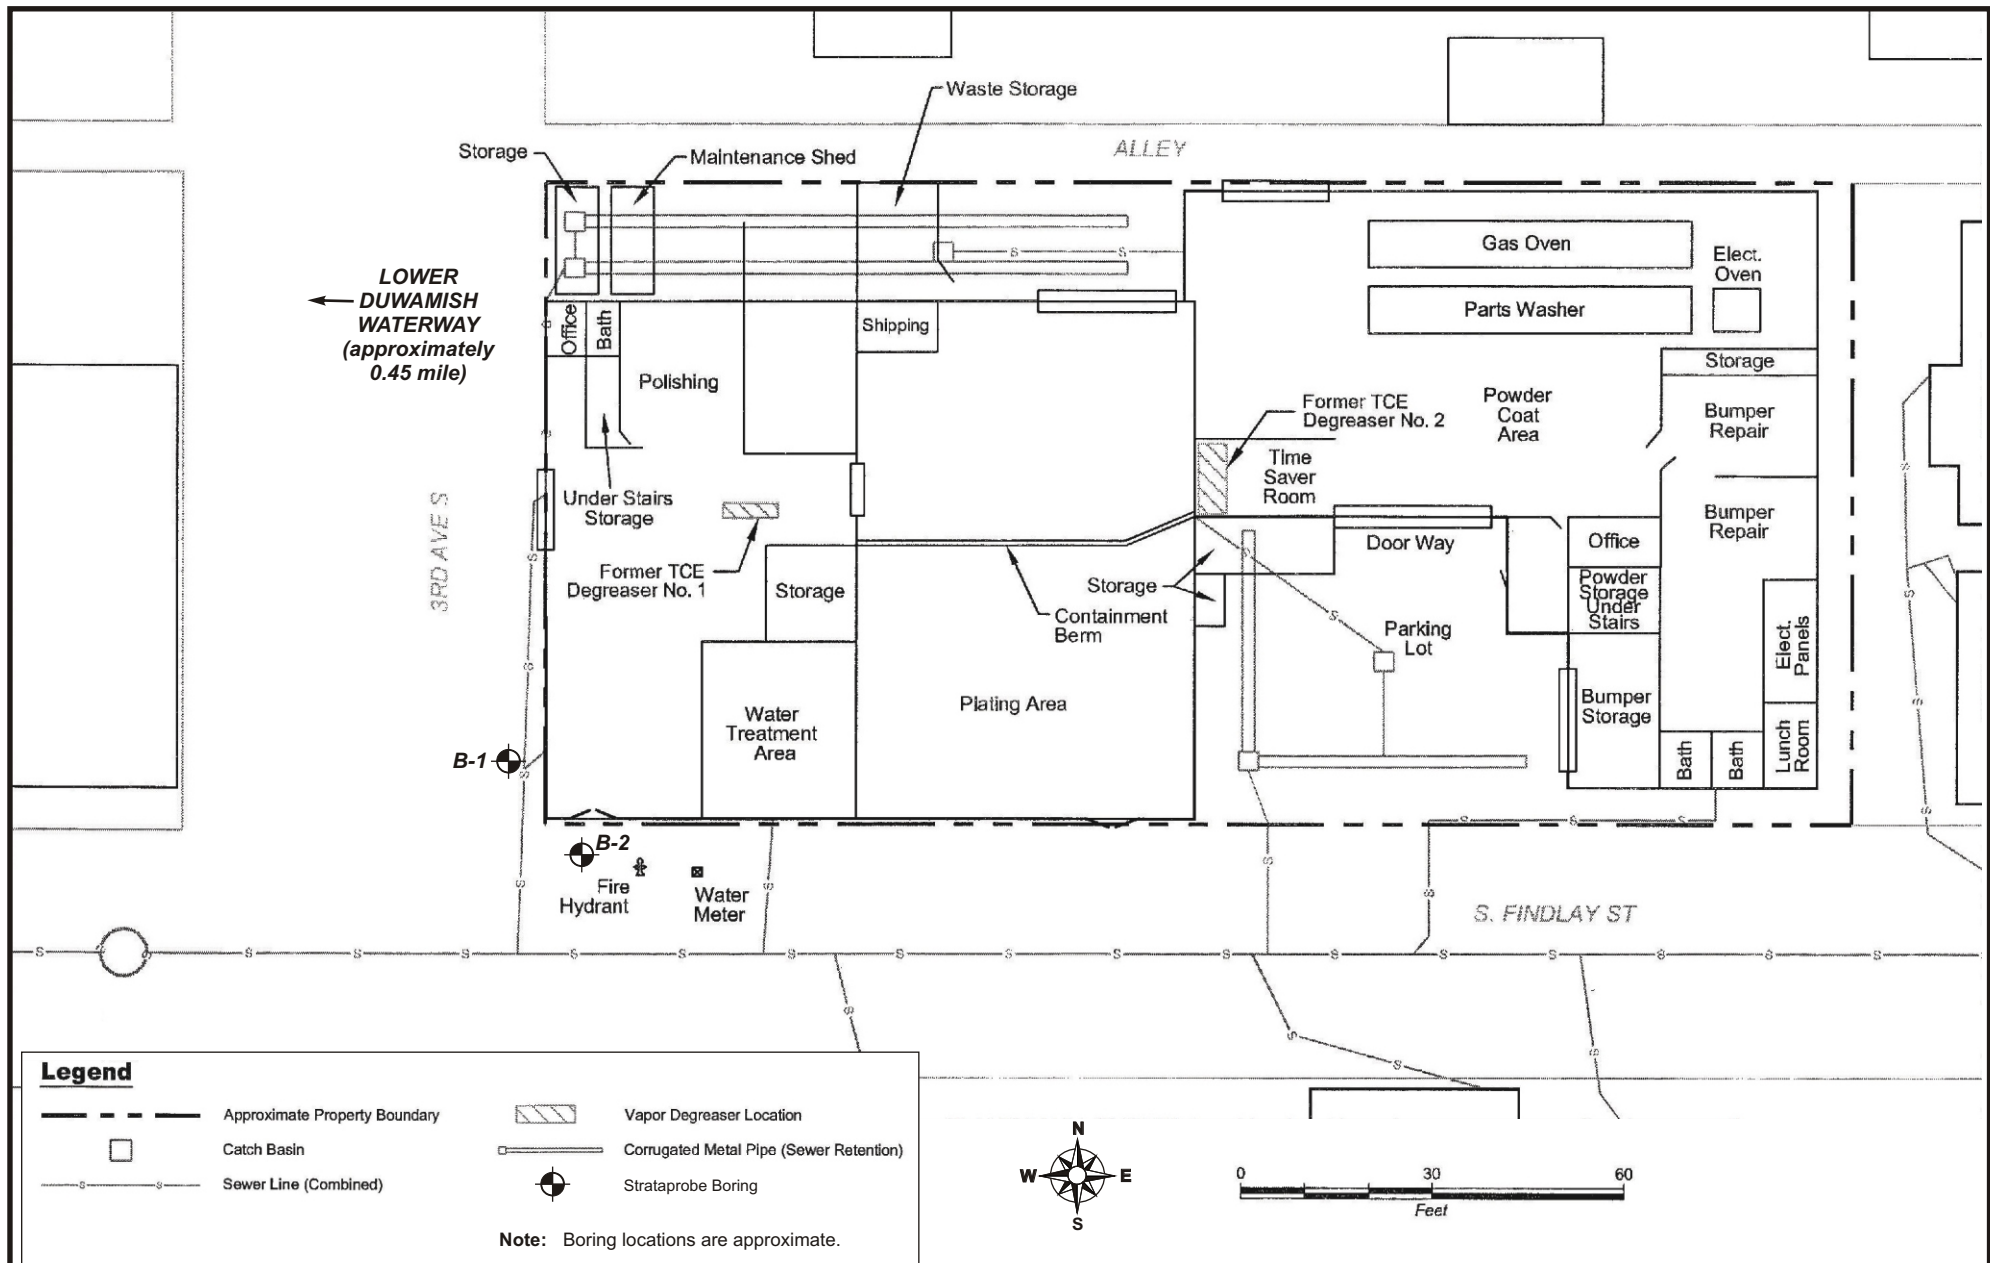 Waste Storage
ALLEY
Storage
Maintenance Shed
LOWER
DUWAMISH
WATERWAY
(approximately
0.45 mile)
Gas Oven
Elect.
Oven
Parts Washer
Office
Bath
Shipping
Polishing
Storage
Powder
Coat
Area
Bumper
Repair
Former TCE
Degreaser No. 2
Time
Saver
Room
3RD AVE S
Under Stairs
Storage
Bumper
Repair
Door Way
Office
Former TCE
Degreaser No. 1
Storage
Storage
Containment
Berm
Powder
Storage
Under
Stairs
Parking
Lot
Elect.
Panels
Plating Area
Water
Treatment
Area
Bumper
Storage
Bath
Bath
Lunch
Room
B-1
B-2
Fire
Hydrant
Water
Meter
S. FINDLAY ST
S S S S S S S S S S S S S S S S S S
Legend
Approximate Property Boundary
Catch Basin
Sewer Line (Combined)
Vapor Degreaser Location
Corrugated Metal Pipe (Sewer Retention)
Strataprobe Boring
Note: Boring locations are approximate.
N
W E
S
0 30 60
Feet